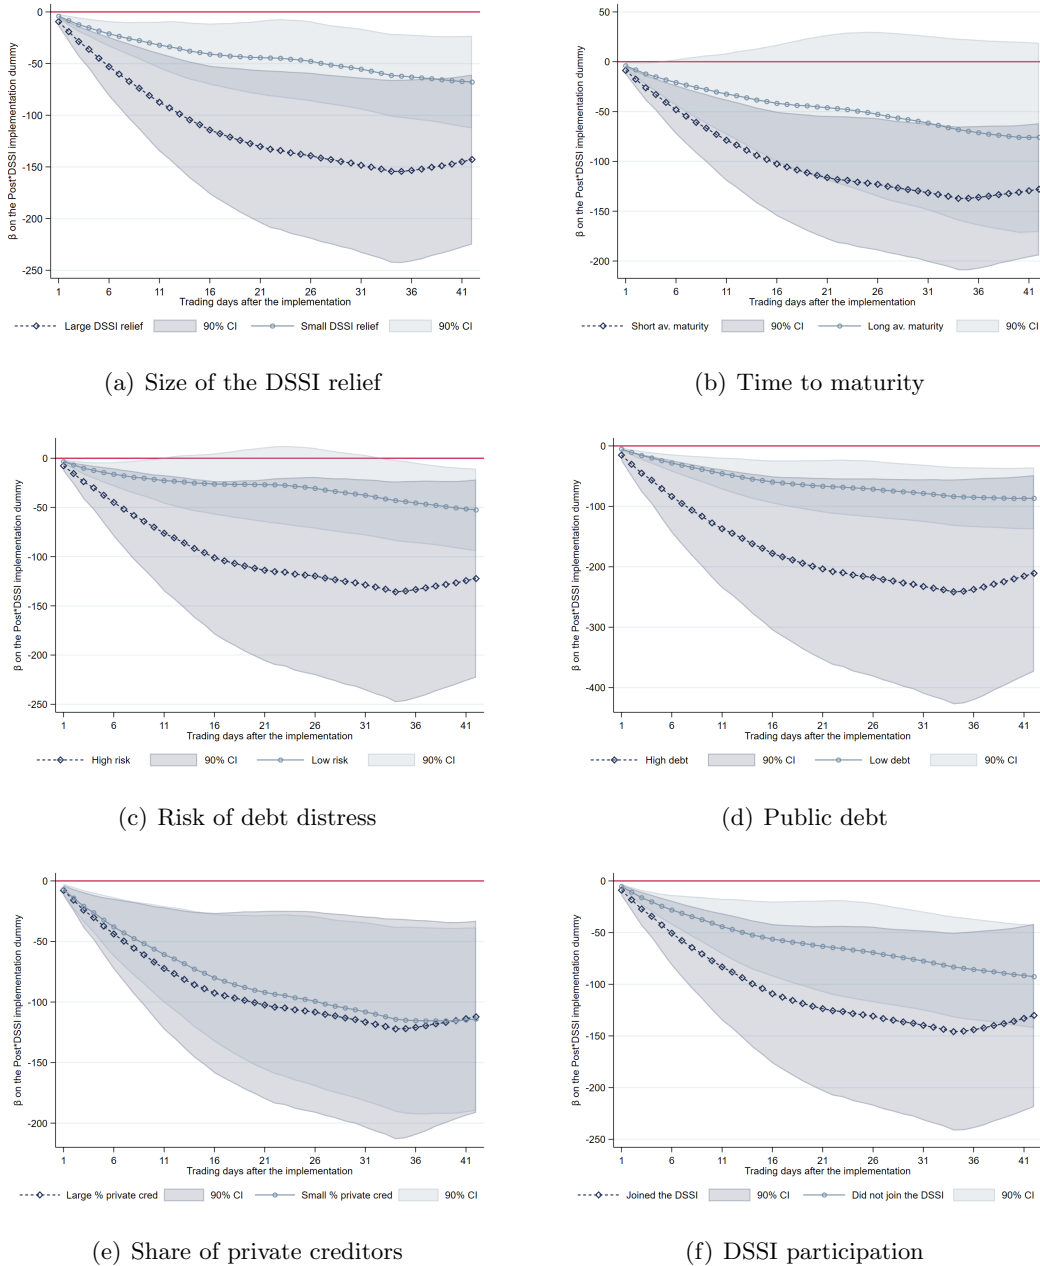 0
-50
-100
-150
-200
-250
β on the Post*DSSI implementation dummy
1 6 11 16 21 26 31 36 41
Trading days after the implementation
Large DSSI relief 90% CI Small DSSI relief 90% CI
(a) Size of the DSSI relief
50
0
-50
-100
-150
-200
β on the Post*DSSI implementation dummy
1 6 11 16 21 26 31 36 41
Trading days after the implementation
Short av. maturity 90% CI Long av. maturity 90% CI
(b) Time to maturity
0
-50
-100
-150
-200
-250
β on the Post*DSSI implementation dummy
1 6 11 16 21 26 31 36 41
Trading days after the implementation
High risk 90% CI Low risk 90% CI
(c) Risk of debt distress
0
-100
-200
-300
-400
β on the Post*DSSI implementation dummy
1 6 11 16 21 26 31 36 41
Trading days after the implementation
High debt 90% CI Low debt 90% CI
(d) Public debt
0
-50
-100
-150
-200
β on the Post*DSSI implementation dummy
1 6 11 16 21 26 31 36 41
Trading days after the implementation
Large % private cred 90% CI Small % private cred 90% CI
(e) Share of private creditors
0
-50
-100
-150
-200
-250
β on the Post*DSSI implementation dummy
1 6 11 16 21 26 31 36 41
Trading days after the implementation
Joined the DSSI 90% CI Did not join the DSSI 90% CI
(f) DSSI participation